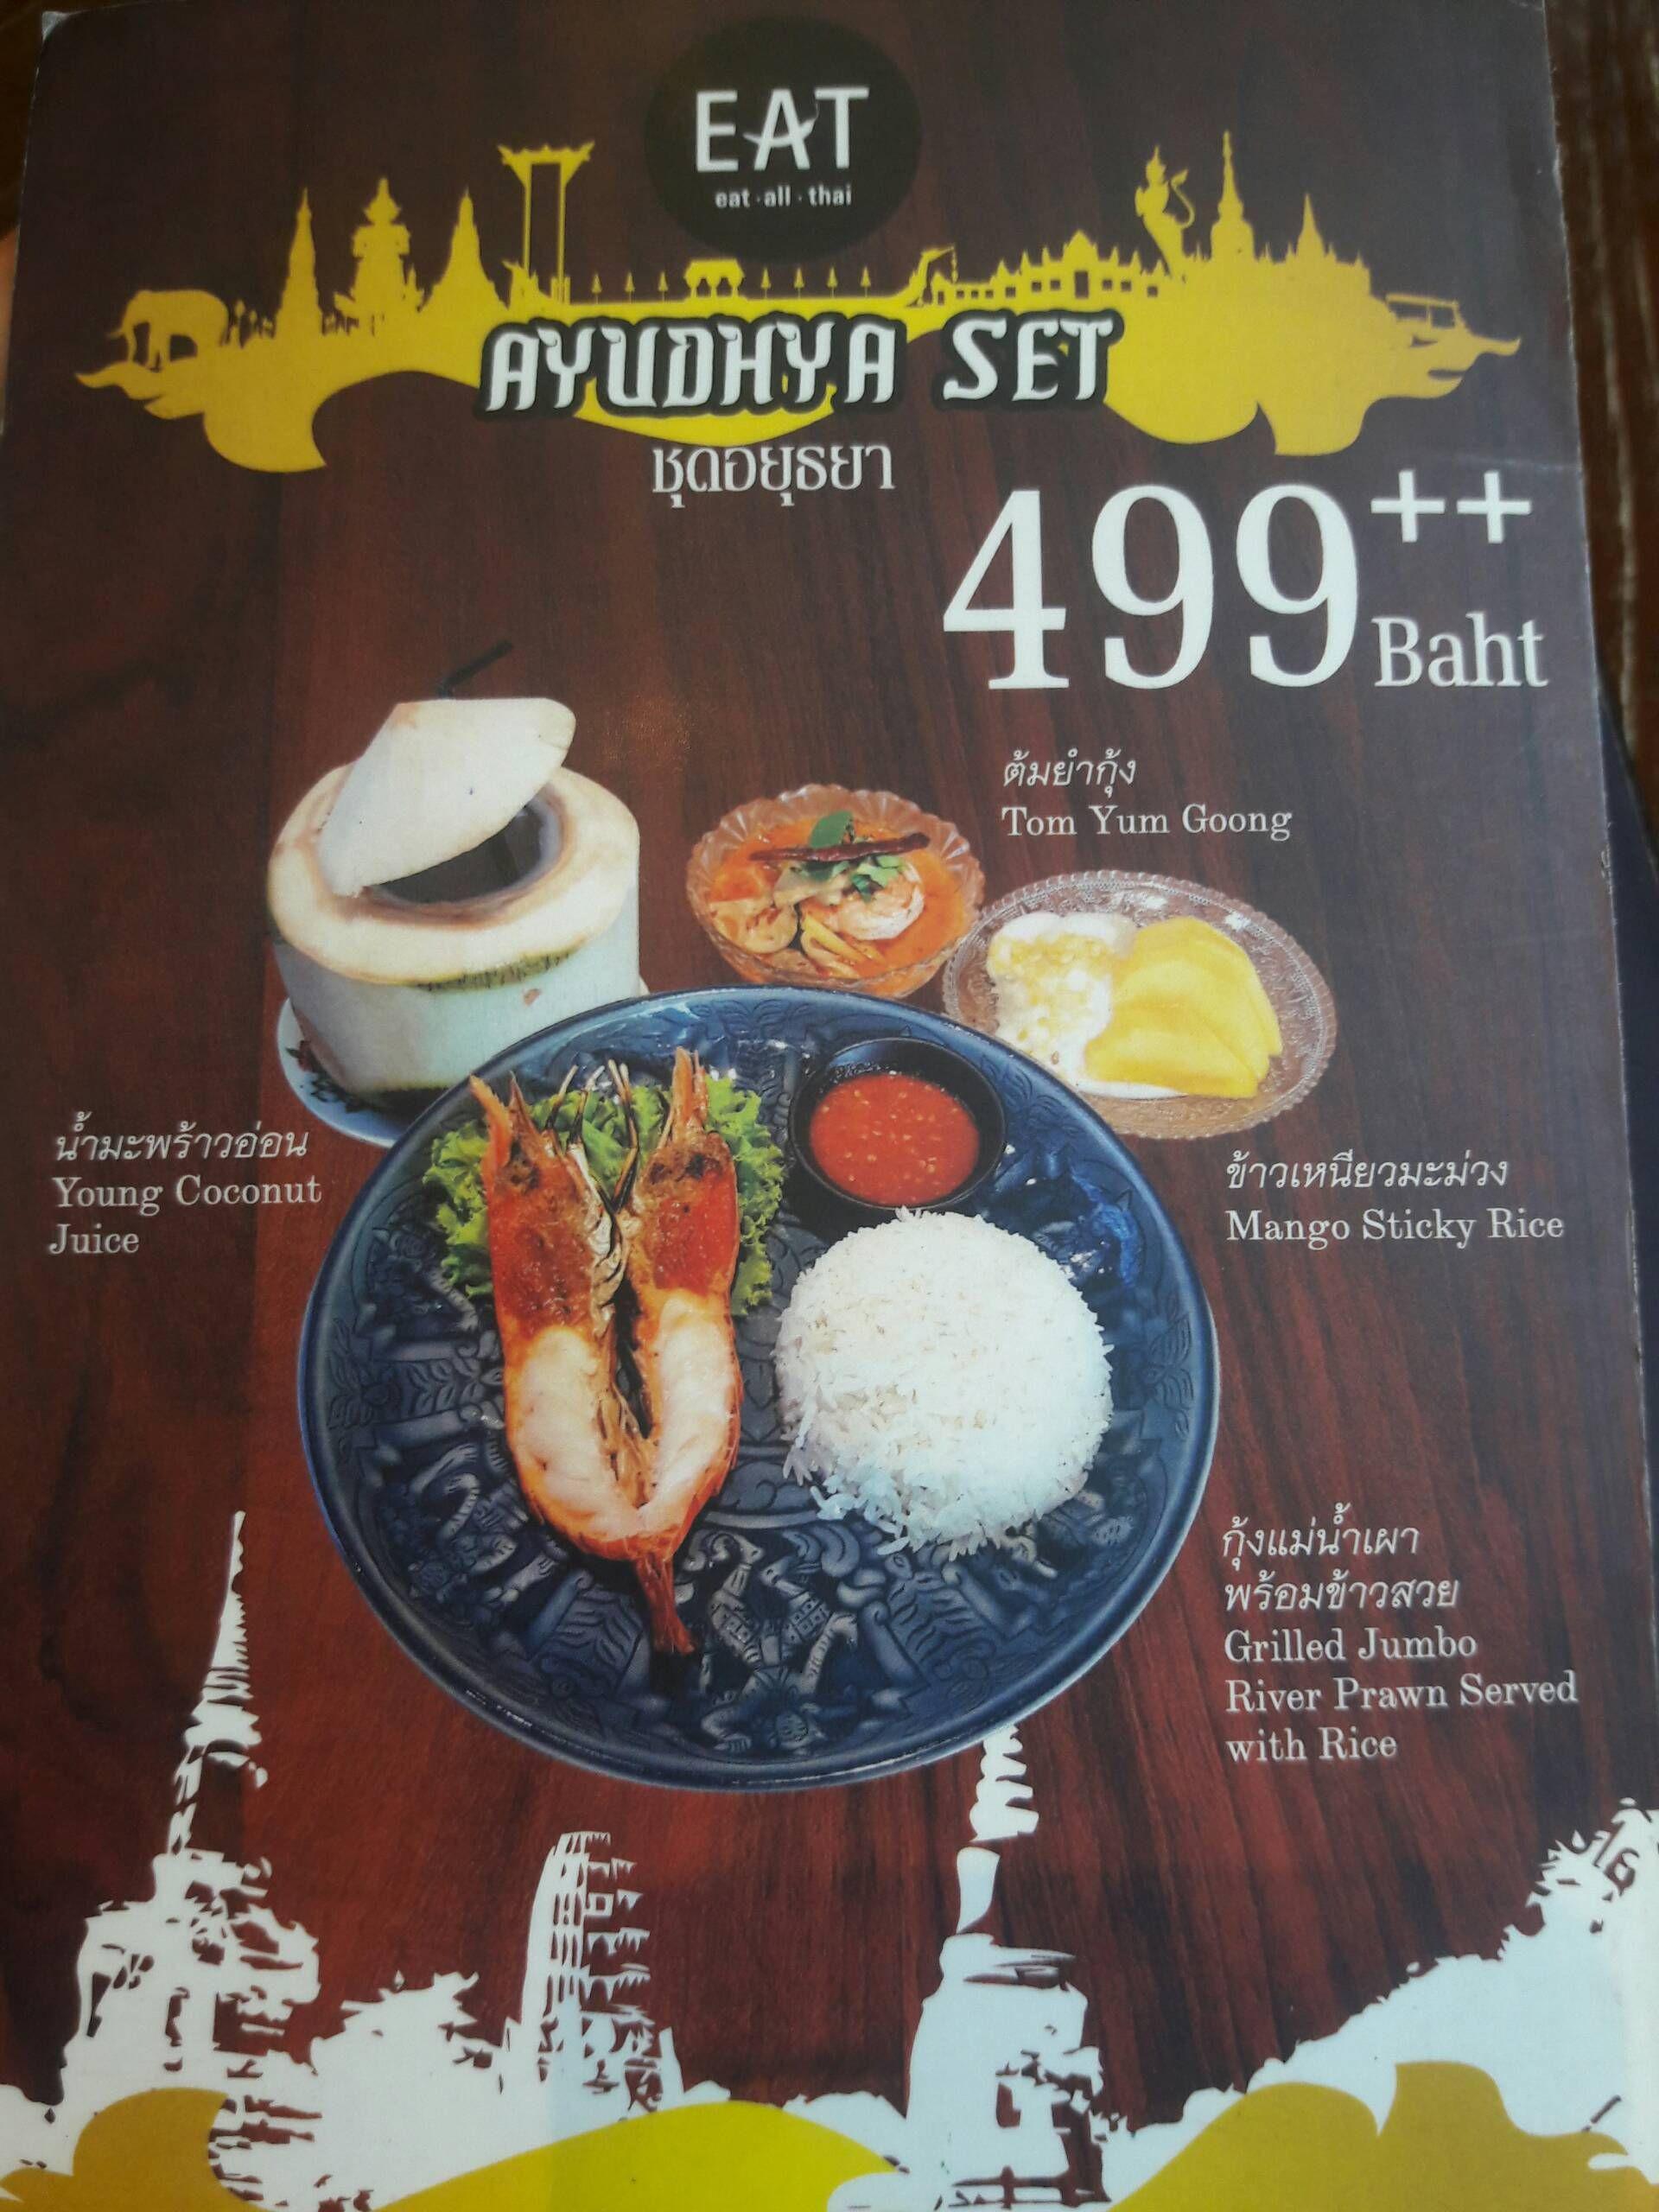 EAT
eat·all·thai
AYUDHYA SET
ชุดอยุธยา
499++
Baht
ต้มยำกุ้ง
Tom Yum Goong
น้ำมะพร้าวอ่อน
Young Coconut
Juice
ข้าวเหนียวมะม่วง
Mango Sticky Rice
กุ้งแม่น้ำเผา
พร้อมข้าวสวย
Grilled Jumbo
River Prawn Served
with Rice